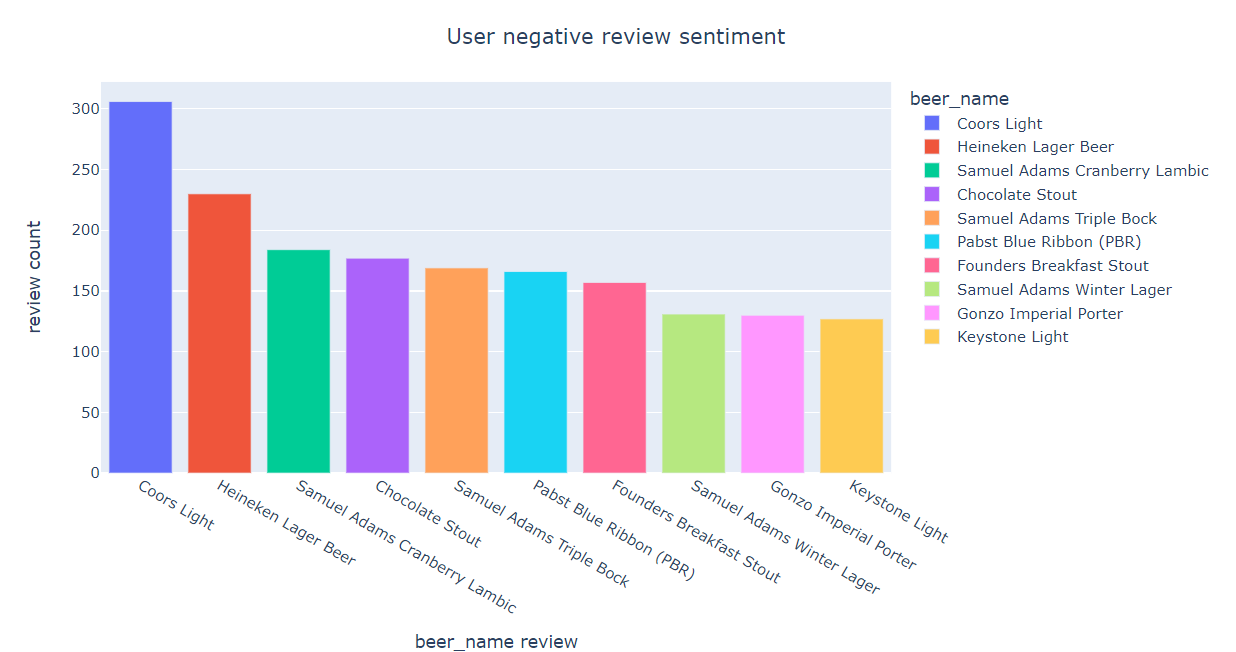 User negative review sentiment
review count
300
250
200
150
100
50
0
Coors Light
Heineken Lager Beer
Samuel Adams Cranberry Lambic
Chocolate Stout
Samuel Adams Triple Bock
Pabst Blue Ribbon (PBR)
Founders Breakfast Stout
Samuel Adams Winter Lager
Gonzo Imperial Porter
Keystone Light
beer_name review
beer_name
Coors Light
Heineken Lager Beer
Samuel Adams Cranberry Lambic
Chocolate Stout
Samuel Adams Triple Bock
Pabst Blue Ribbon (PBR)
Founders Breakfast Stout
Samuel Adams Winter Lager
Gonzo Imperial Porter
Keystone Light